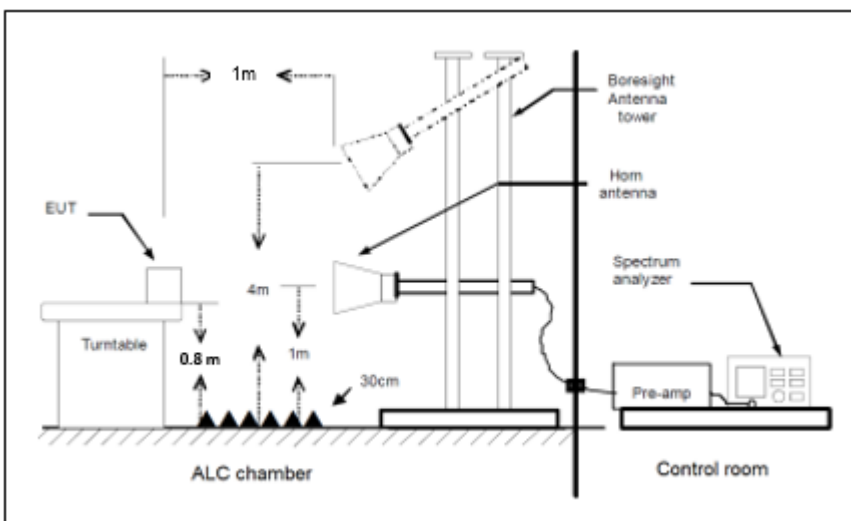 1m
Boresight
Antenna
tower
Horn
antenna
EUT
Spectrum
analyzer
4m
Turntable
0.8 m
1m
30cm
Pre-amp
ALC chamber
Control room